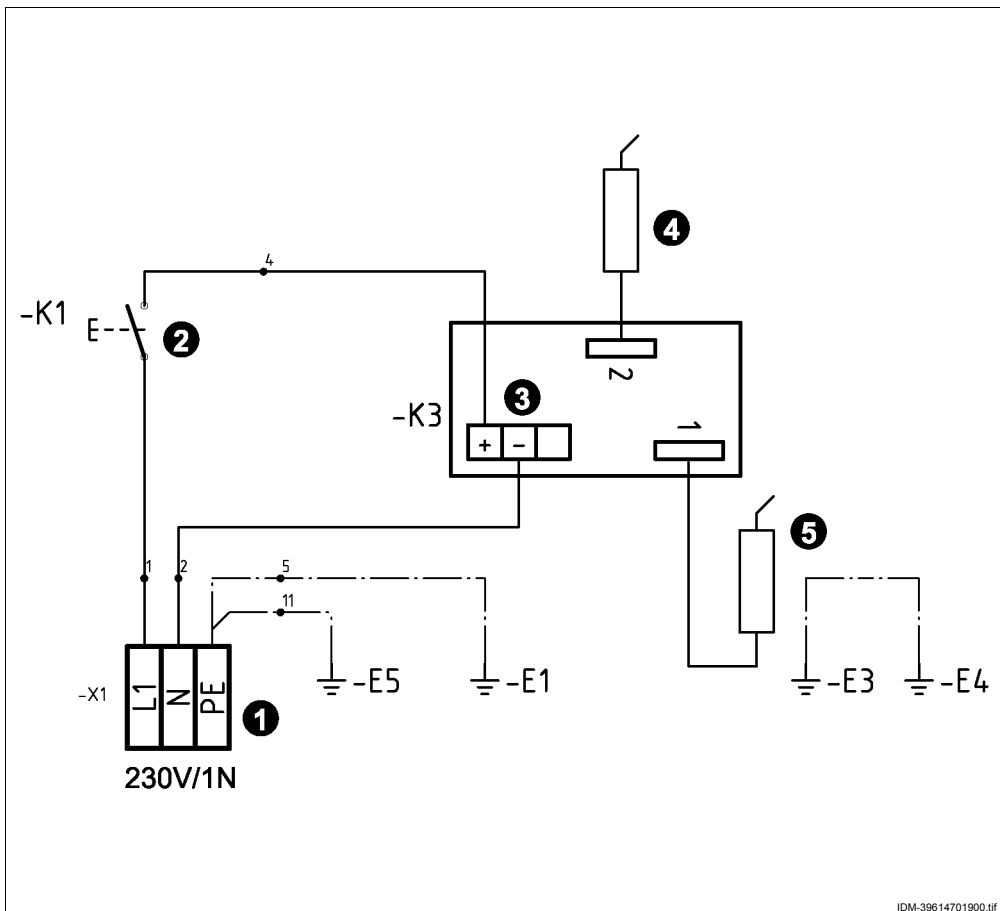 4
4
-K1
E
2
2
3
-K3
+
-
1
5
1
2
5
11
-E5
-E1
-E3
-E4
-X1
L1
N
PE
1
230V/1N
IDM-39614701900.tif